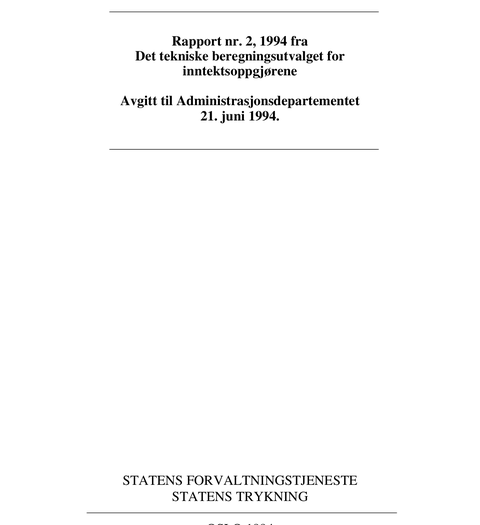 Rapport nr. 2, 1994 fra
Det tekniske beregningsutvalget for
inntektsoppgjørene
Avgitt til Administrasjonsdepartementet
21. juni 1994.
STATENS FORVALTNINGSTJENESTE
STATENS TRYKNING